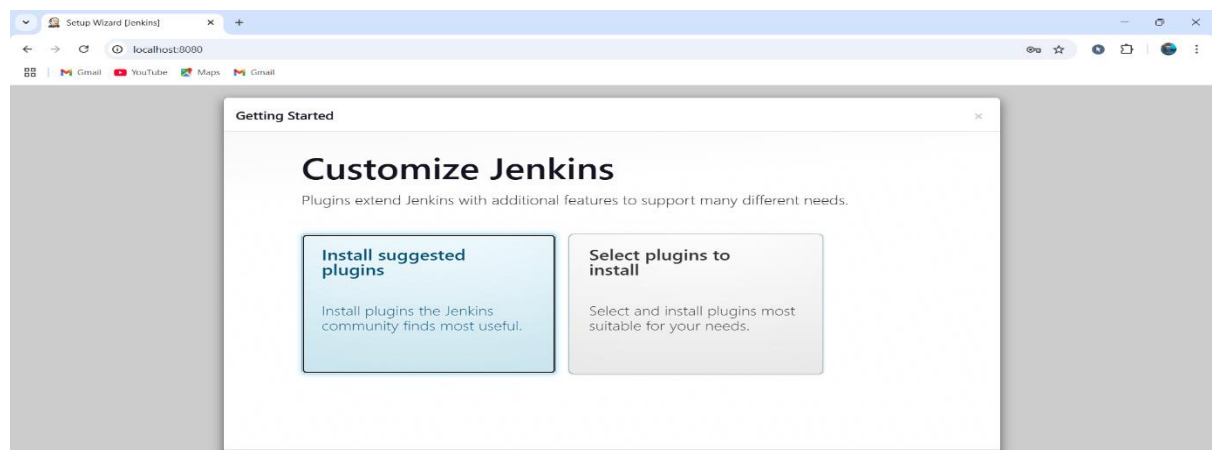 Setup Wizard [Jenkins]
localhost:8080
Gmail YouTube Maps Gmail
Getting Started
Customize Jenkins
Plugins extend Jenkins with additional features to support many different needs.
Install suggested
plugins
Install plugins the Jenkins
community finds most useful.
Select plugins to
install
Select and install plugins most
suitable for your needs.